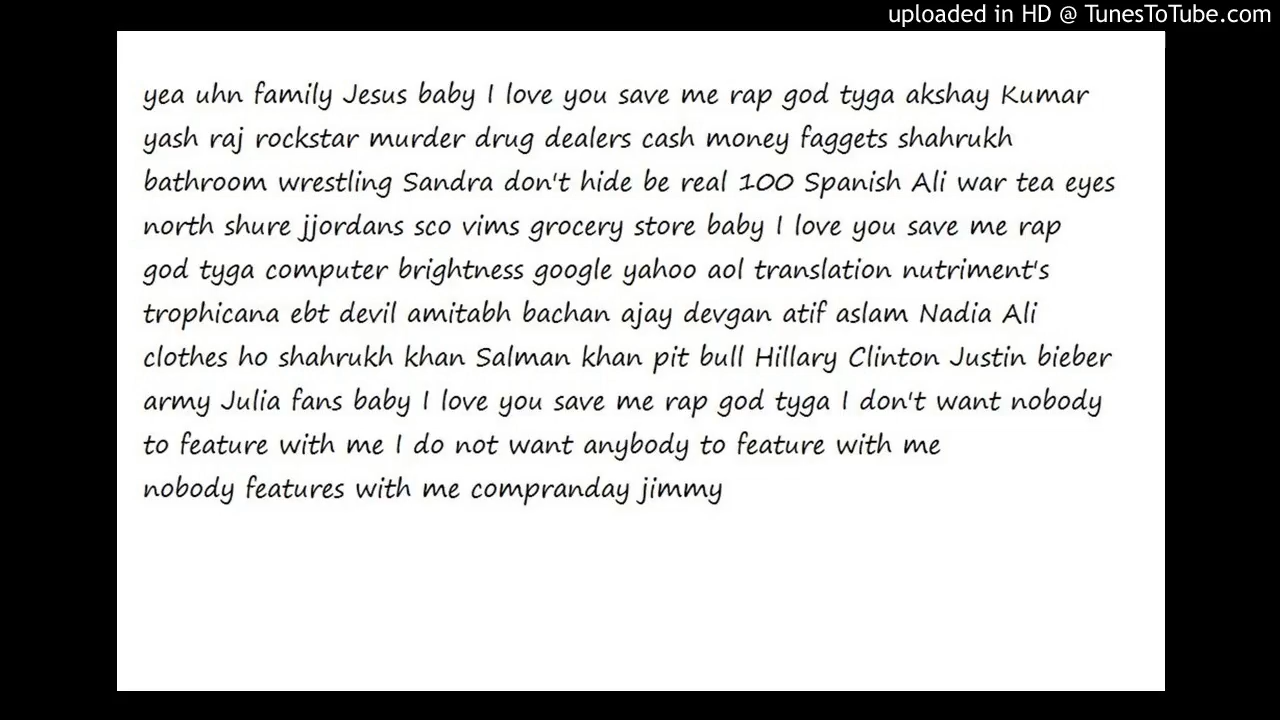 uploaded in HD @ TunesToTube.com
yea uhn family Jesus baby I love you save me rap god tyga akshay Kumar
yash raj rockstar murder drug dealers cash money faggets shahrukh
bathroom wrestling Sandra don't hide be real 100 Spanish Ali war tea eyes
north shure jjordans sco vims grocery store baby I love you save me rap
god tyga computer brightness google yahoo aol translation nutriment's
trophicana ebt devil amitabh bachan ajay devgan atif aslam Nadia Ali
clothes ho shahrukh khan Salman khan pit bull Hillary Clinton Justin bieber
army Julia fans baby I love you save me rap god tyga I don't want nobody
to feature with me I do not want anybody to feature with me
nobody features with me compranday jimmy